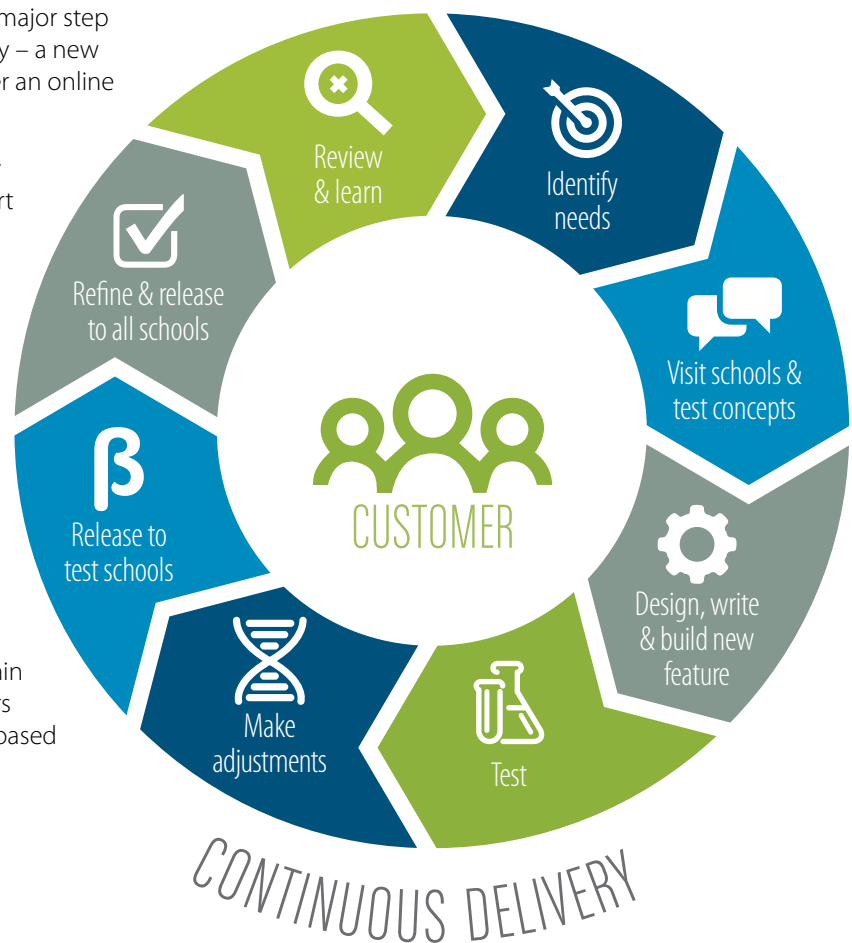 major step
y – a new
er an online
rt
ain
rs
based
Review
& learn
Identify
needs
Visit schools &
test concepts
Design, write
& build new
feature
Test
Make
adjustments
β
Release to
test schools
Refine & release
to all schools
CUSTOMER
CONTINUOUS DELIVERY